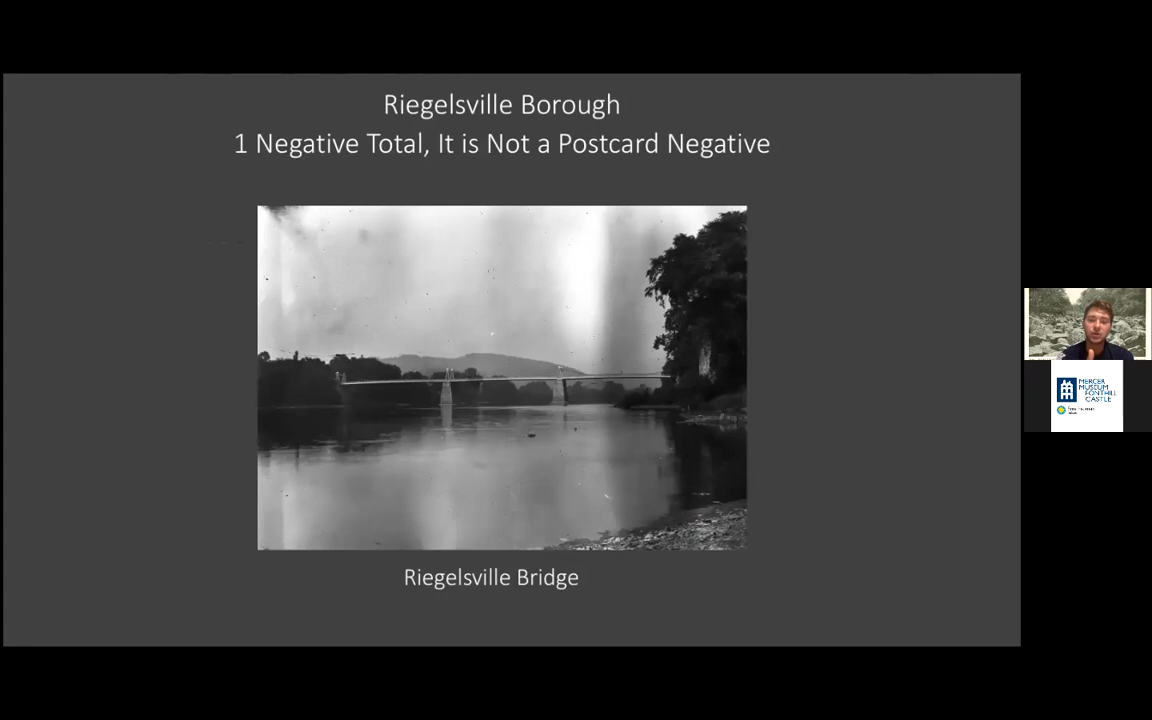 Riegelsville Borough
1 Negative Total, It is Not a Postcard Negative
Riegelsville Bridge
MERCER
MUSEUM
FONTHILL
CASTLE